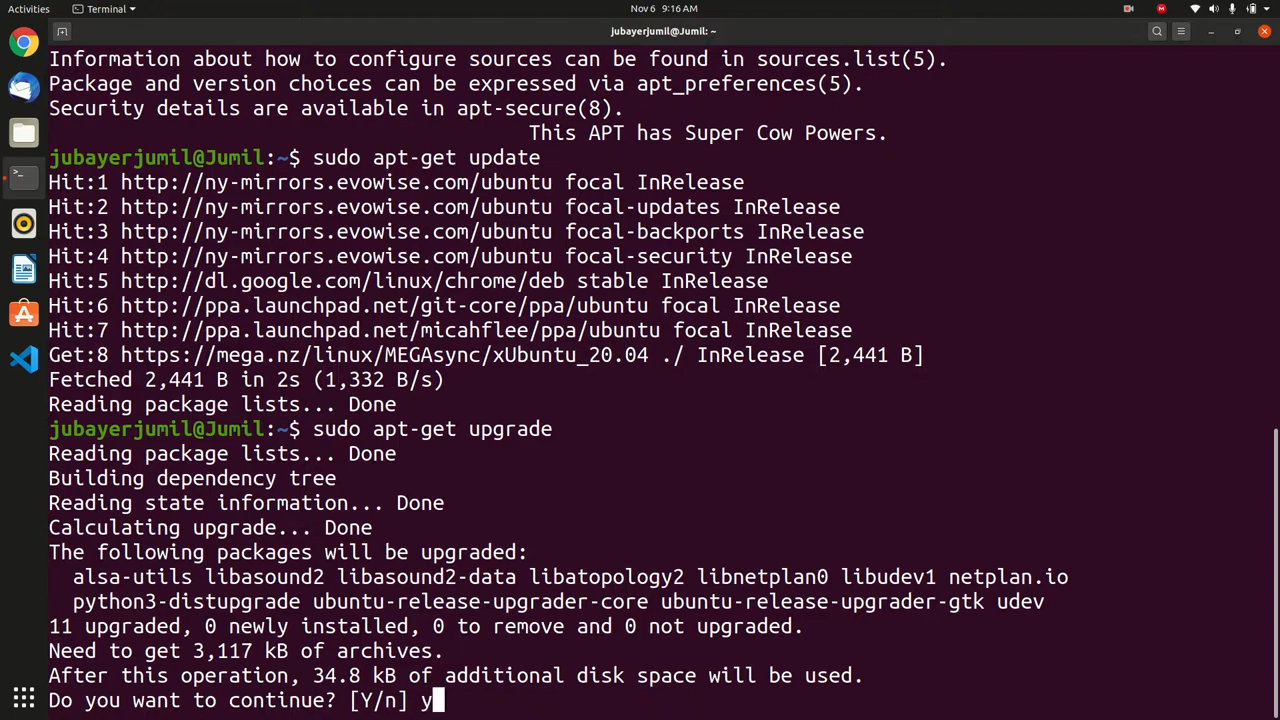 Activities
Terminal
Nov 6 9:16 AM
jubayerjumil@Jumil: ~
Information about how to configure sources can be found in sources.list(5).
Package and version choices can be expressed via apt_preferences(5).
Security details are available in apt-secure(8).
This APT has Super Cow Powers.
jubayerjumil@Jumil:~$ sudo apt-get update
Hit:1 http://ny-mirrors.evowise.com/ubuntu focal InRelease
Hit:2 http://ny-mirrors.evowise.com/ubuntu focal-updates InRelease
Hit:3 http://ny-mirrors.evowise.com/ubuntu focal-backports InRelease
Hit:4 http://ny-mirrors.evowise.com/ubuntu focal-security InRelease
Hit:5 http://dl.google.com/linux/chrome/deb stable InRelease
Hit:6 http://ppa.launchpad.net/git-core/ppa/ubuntu focal InRelease
Hit:7 http://ppa.launchpad.net/micahflee/ppa/ubuntu focal InRelease
Get:8 https://mega.nz/linux/MEGAsync/xUbuntu_20.04 ./ InRelease [2,441 B]
Fetched 2,441 B in 2s (1,332 B/s)
Reading package lists... Done
jubayerjumil@Jumil:~$ sudo apt-get upgrade
Reading package lists... Done
Building dependency tree
Reading state information... Done
Calculating upgrade... Done
The following packages will be upgraded:
alsa-utils libasound2 libasound2-data libatopology2 libnetplan0 libudev1 netplan.io
python3-distupgrade ubuntu-release-upgrader-core ubuntu-release-upgrader-gtk udev
11 upgraded, 0 newly installed, 0 to remove and 0 not upgraded.
Need to get 3,117 kB of archives.
After this operation, 34.8 kB of additional disk space will be used.
Do you want to continue? [Y/n] y